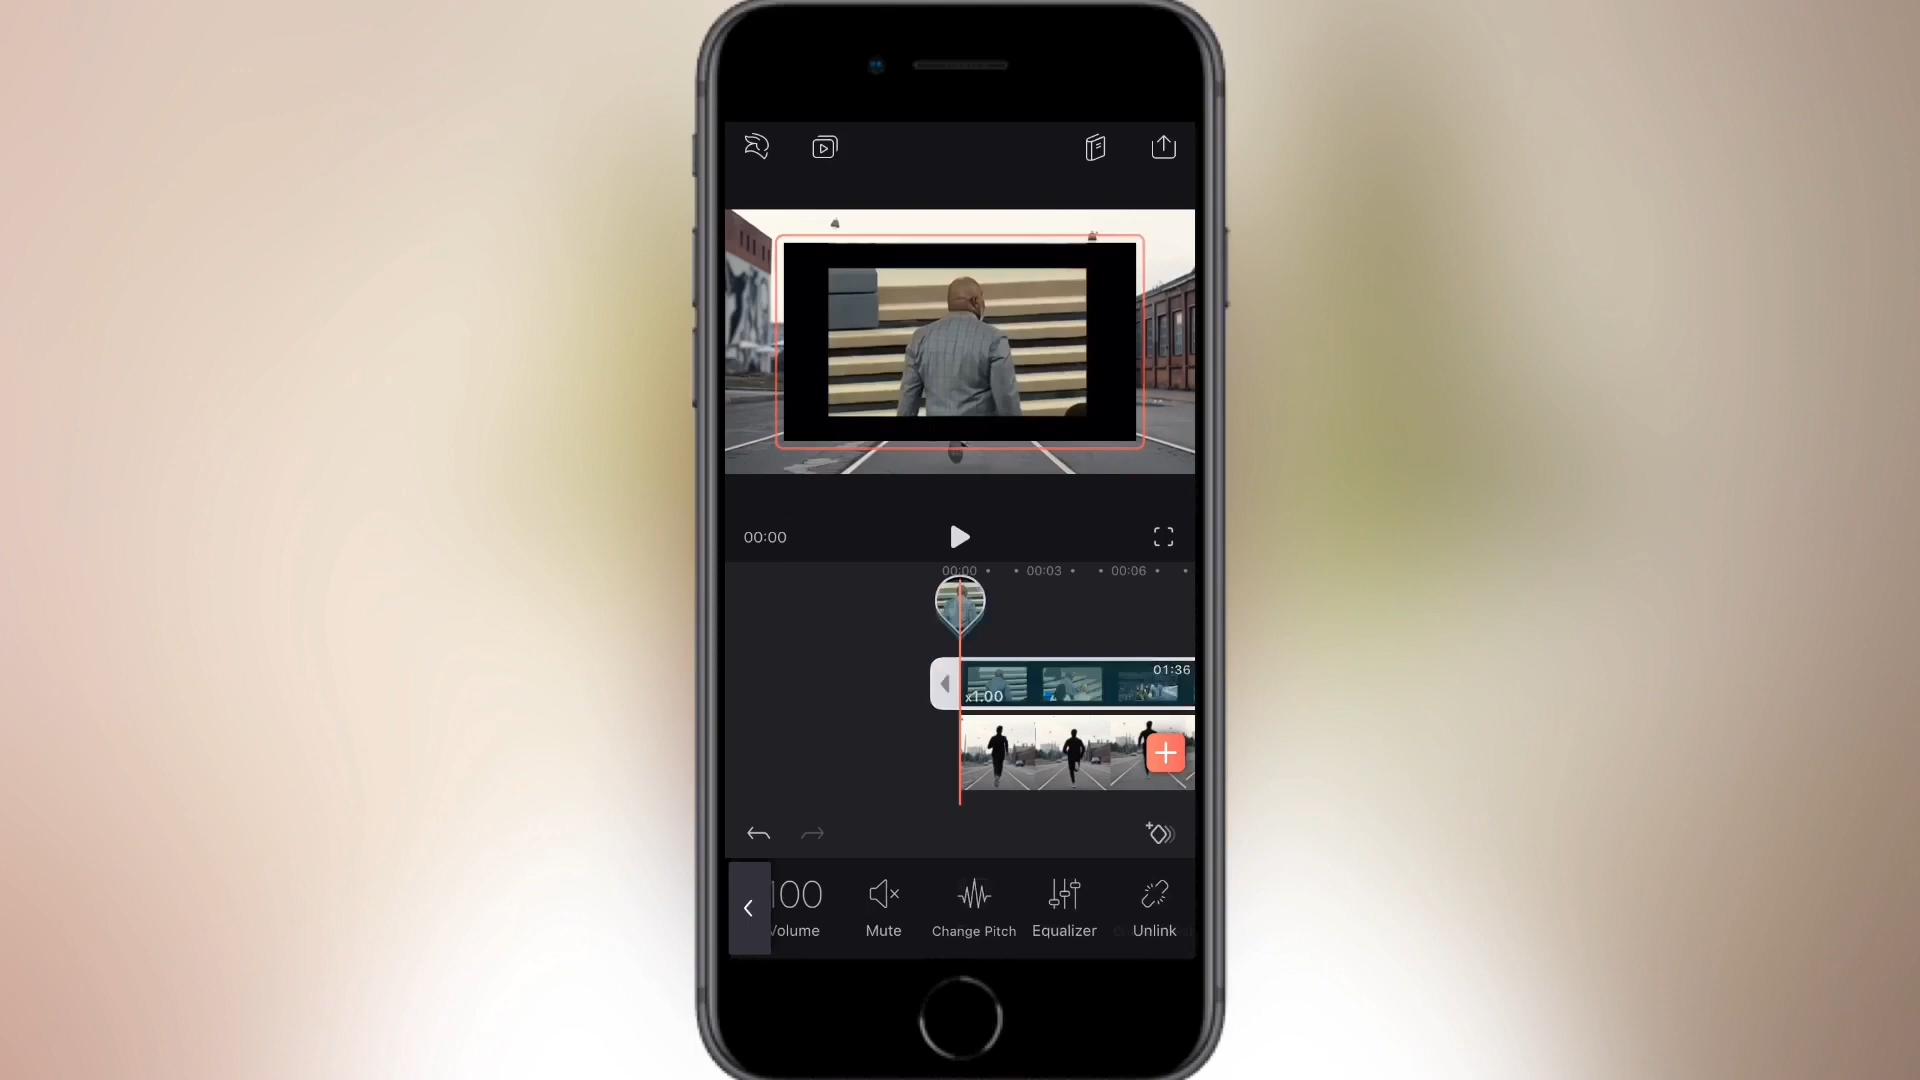 00:00
00:00 00:03 00:06
01:36
x1.00
100
Volume
Mute
Change Pitch
Equalizer
Unlink